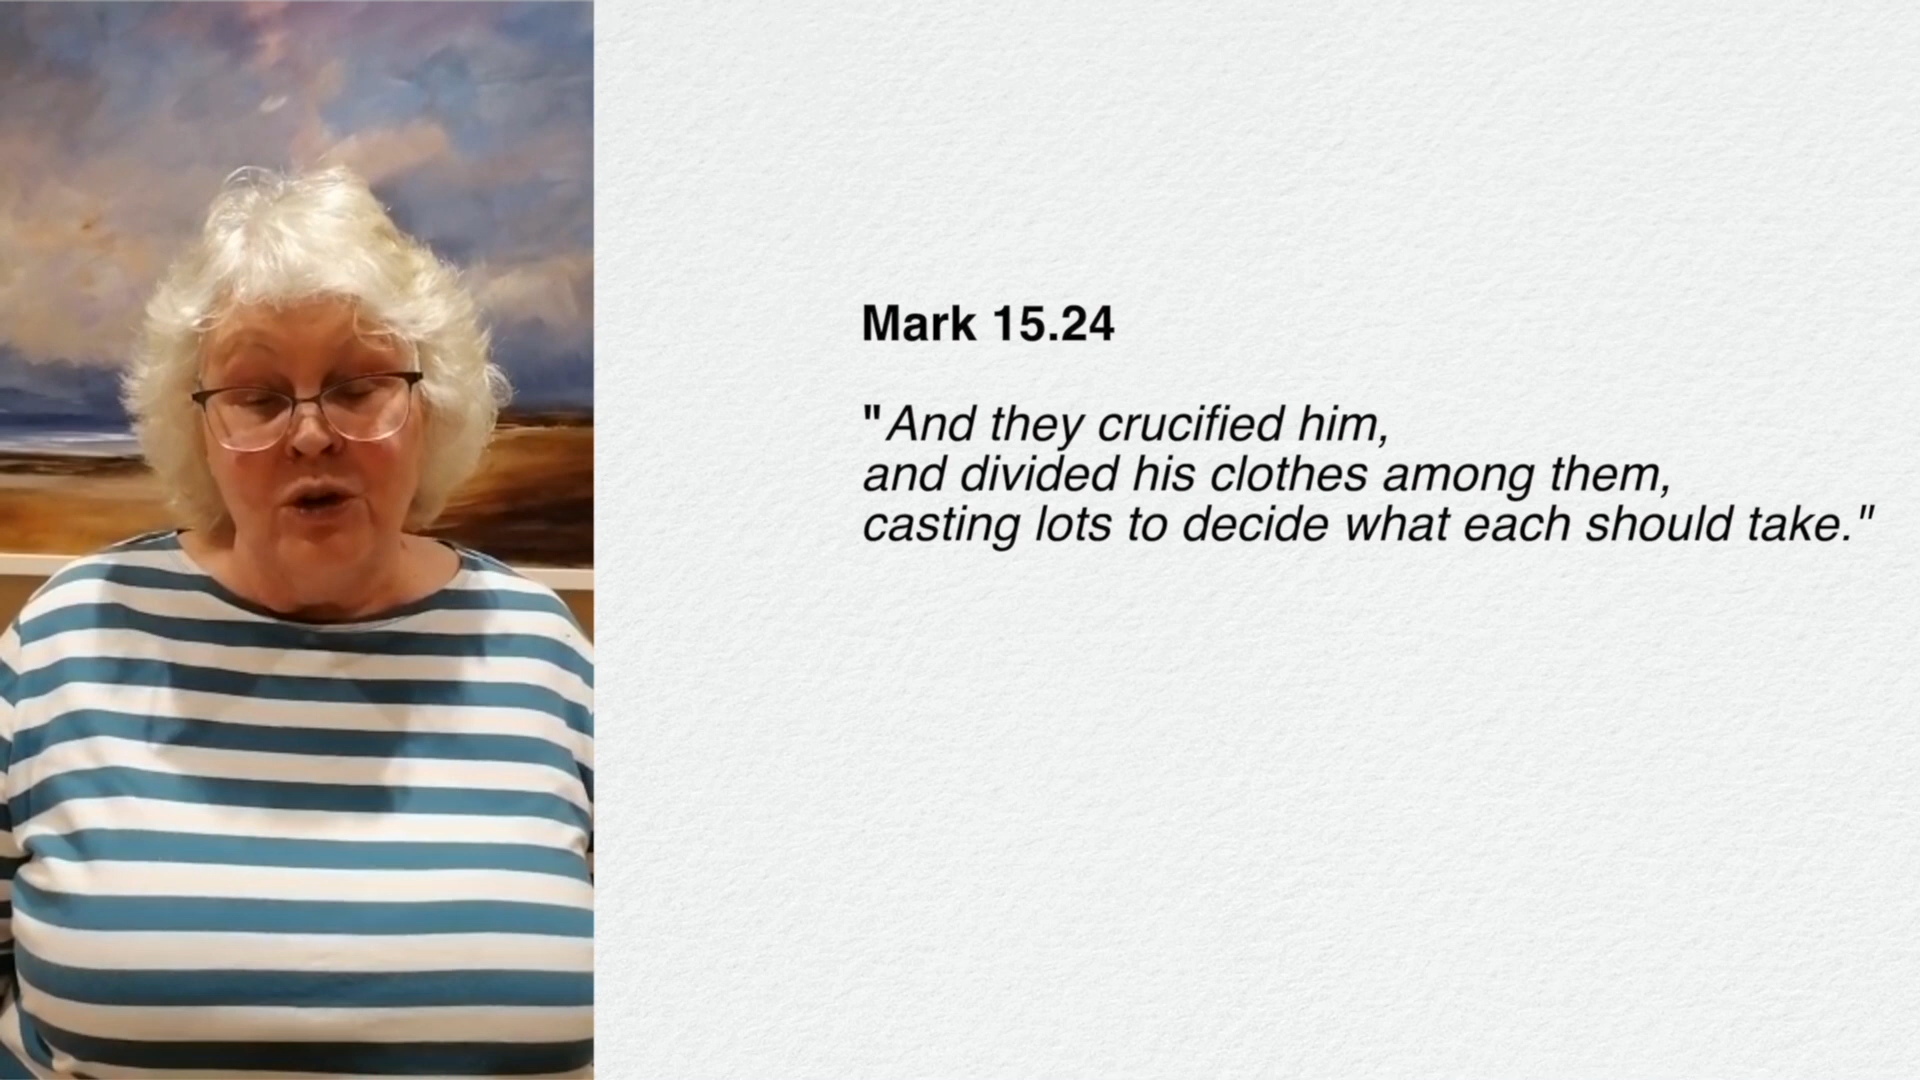 Mark 15.24
"And they crucified him,
and divided his clothes among them,
casting lots to decide what each should take."